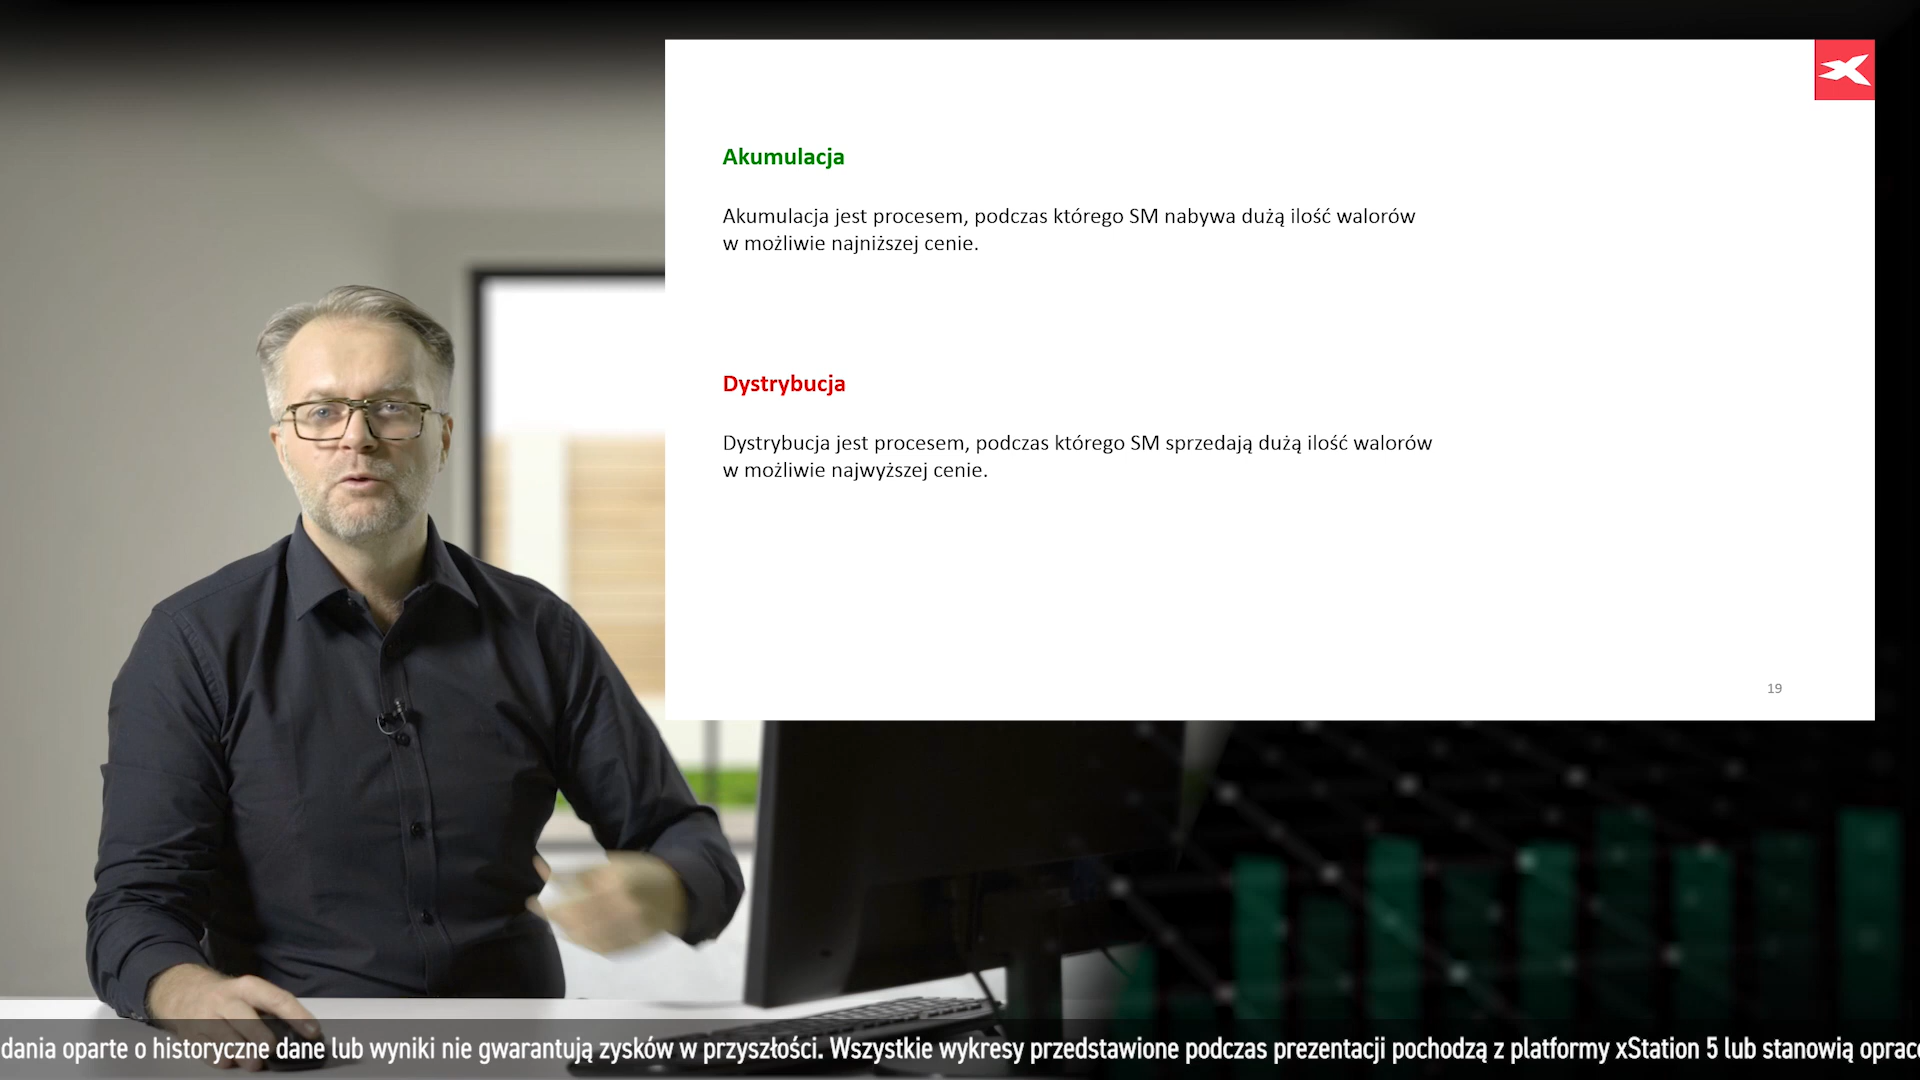 Akumulacja
Akumulacja jest procesem, podczas którego SM nabywa dużą ilość walorów
w możliwie najniższej cenie.
Dystrybucja
Dystrybucja jest procesem, podczas którego SM sprzedają dużą ilość walorów
w możliwie najwyższej cenie.
19
dania oparte o historyczne dane lub wyniki nie gwarantują zysków w przyszłości. Wszystkie wykresy przedstawione podczas prezentacji pochodzą z platformy xStation 5 lub stanowią oprac